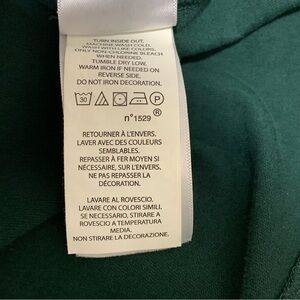 TURN INSIDE OUT.
MACHINE WASH COLD.
WASH WITH LIKE COLORS.
ONLY NON-CHLORINE BLEACH
WHEN NEEDED.
TUMBLE DRY LOW.
WARM IRON IF NEEDED ON
REVERSE SIDE.
DO NOT IRON DECORATION.
30 P
n°1529 ®
RETOURNER À L'ENVERS.
LAVER AVEC DES COULEURS
SEMBLABLES.
REPASSER À FER MOYEN SI
NÉCESSAIRE, SUR L'ENVERS,
NE PAS REPASSER LA
DÉCORATION.
LAVARE AL ROVESCIO.
LAVARE CON COLORI SIMILI.
SE NECESSARIO, STIRARE A
ROVESCIO A TEMPERATURA
MEDIA.
NON STIRARE LA DECORAZIONE.